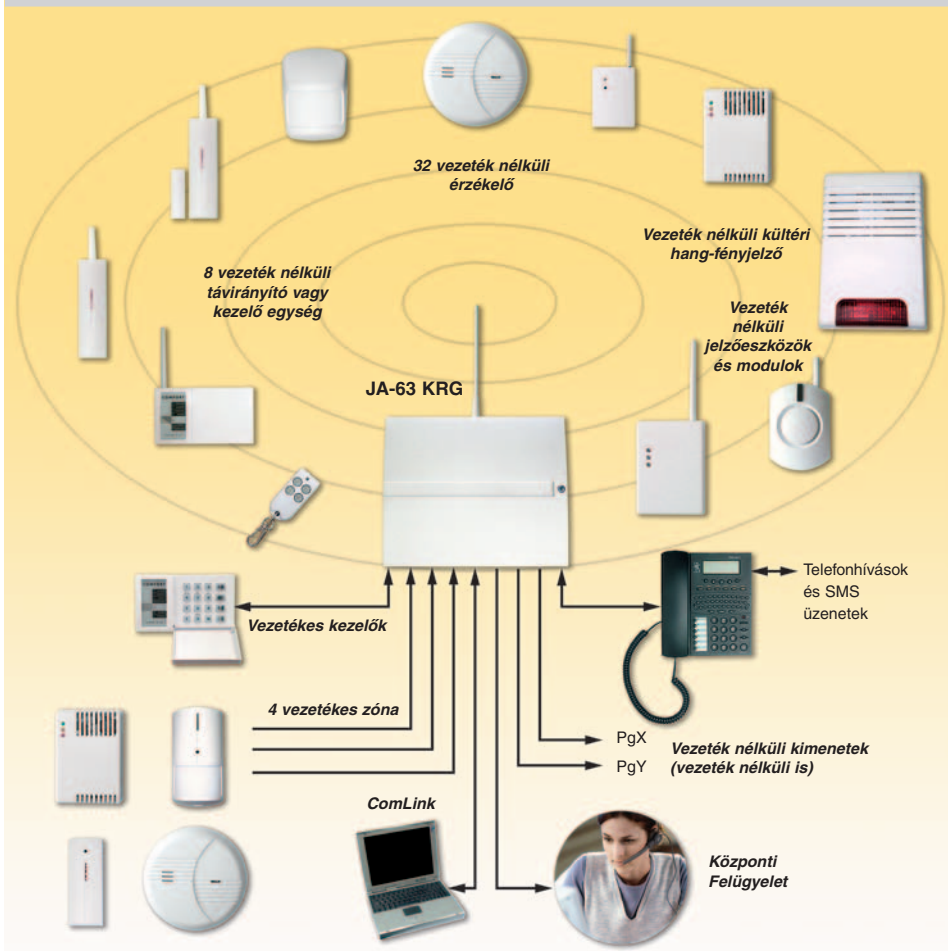 32 vezeték nélküli
érzékelő
Vezeték nélküli kültéri
hang-fényjelző
8 vezeték nélküli
távirányító vagy
kezelő egység
Vezeték
nélküli
jelzőeszközök
és modulok
JA-63 KRG
Telefonhívások
és SMS
üzenetek
Vezetékes kezelők
4 vezetékes zóna
PgX
PgY
Vezeték nélküli kimenetek
(vezeték nélküli is)
ComLink
Központi
Felügyelet